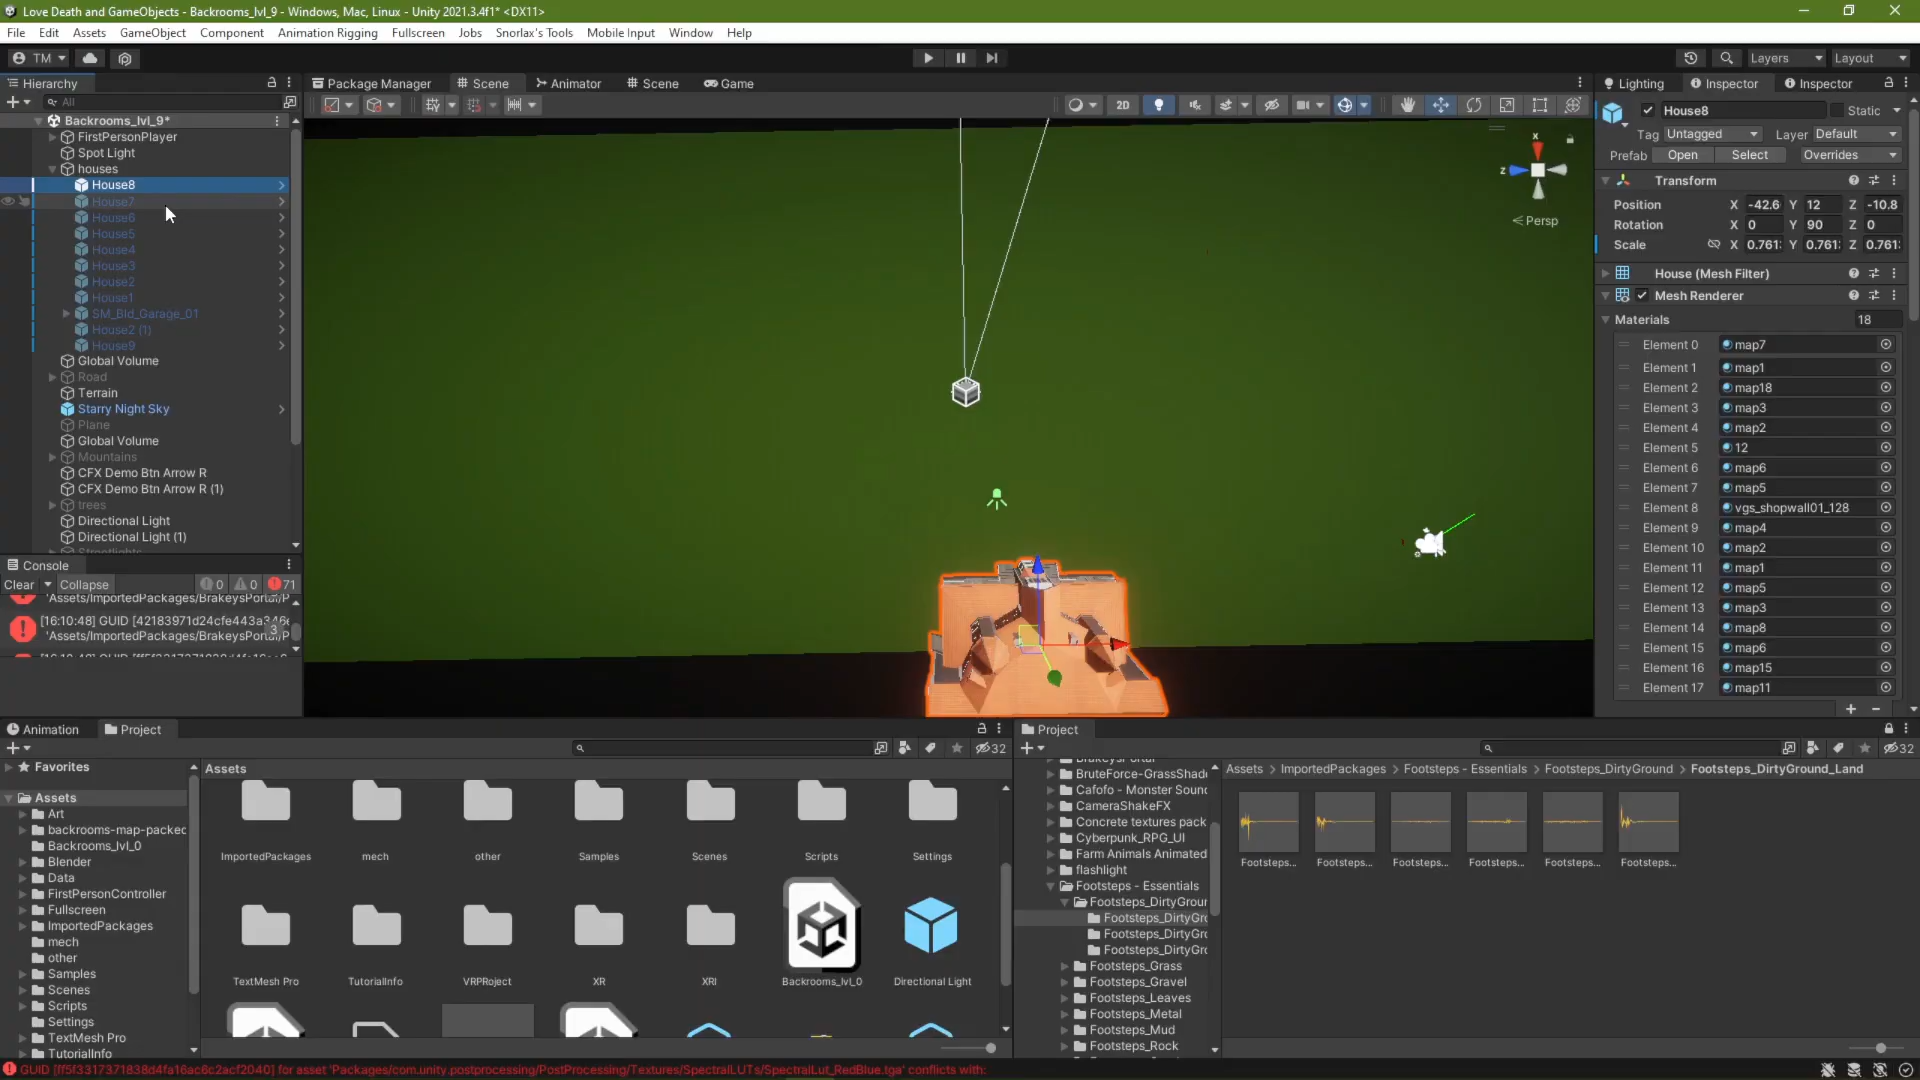 Love Death and GameObjects - Backrooms_lvl_9 - Windows, Mac, Linux - Unity 2021.3.4f1* <DX11>
File Edit Assets GameObject Component Animation Rigging Fullscreen Jobs Snorlax's Tools Mobile Input Window Help
TM Layers Layout
Hierarchy
All
Backrooms_lvl_9*
FirstPersonPlayer
Spot Light
houses
House8
House7
House6
House5
House4
House3
House2
House1
SM_Bld_Garage_01
House2 (1)
House9
Global Volume
Road
Terrain
Starry Night Sky
Plane
Global Volume
Mountains
CFX Demo Btn Arrow R
CFX Demo Btn Arrow R (1)
trees
Directional Light
Directional Light (1)
Streetlights
Console
Clear Collapse 0 0 71
'Assets/ImportedPackages/BrakeysPortal/P
[16:10:48] GUID [42183971d24cfe443a346e
'Assets/ImportedPackages/BrakeysPortal/P
3
Package Manager Scene Animator Scene Game
2D
x
z
Persp
Lighting Inspector Inspector
House8 Static
Tag Untagged Layer Default
Prefab Open Select Overrides
Transform
Position X -42.6 Y 12 Z -10.8
Rotation X 0 Y 90 Z 0
Scale X 0.761 Y 0.761 Z 0.761
House (Mesh Filter)
Mesh Renderer
Materials 18
Element 0 map7
Element 1 map1
Element 2 map18
Element 3 map3
Element 4 map2
Element 5 12
Element 6 map6
Element 7 map5
Element 8 vgs_shopwall01_128
Element 9 map4
Element 10 map2
Element 11 map1
Element 12 map5
Element 13 map3
Element 14 map8
Element 15 map6
Element 16 map15
Element 17 map11
Animation Project
32
Favorites
Assets
Art
backrooms-map-packed
Backrooms_lvl_0
Blender
Data
FirstPersonController
Fullscreen
ImportedPackages
mech
other
Samples
Scenes
Scripts
Settings
TextMesh Pro
TutorialInfo
Assets
ImportedPackages mech other Samples Scenes Scripts Settings
TextMesh Pro TutorialInfo VRPRoject XR XRI Backrooms_lvl_0 Directional Light
Project
32
BruteForce-GrassShade
Cafofo - Monster Sound
CameraShakeFX
Concrete textures pack
Cyberpunk_RPG_UI
Farm Animals Animated
flashlight
Footsteps - Essentials
Footsteps_DirtyGroun
Footsteps_DirtyGro
Footsteps_DirtyGro
Footsteps_DirtyGro
Footsteps_Grass
Footsteps_Gravel
Footsteps_Leaves
Footsteps_Metal
Footsteps_Mud
Footsteps_Rock
Assets > ImportedPackages > Footsteps - Essentials > Footsteps_DirtyGround > Footsteps_DirtyGround_Land
Footsteps... Footsteps... Footsteps... Footsteps... Footsteps... Footsteps...
GUID [ff5f3317371838d4fa16ac6c2acf2040] for asset 'Packages/com.unity.postprocessing/PostProcessing/Textures/SpectralLUTs/SpectralLut_RedBlue.tga' conflicts with: